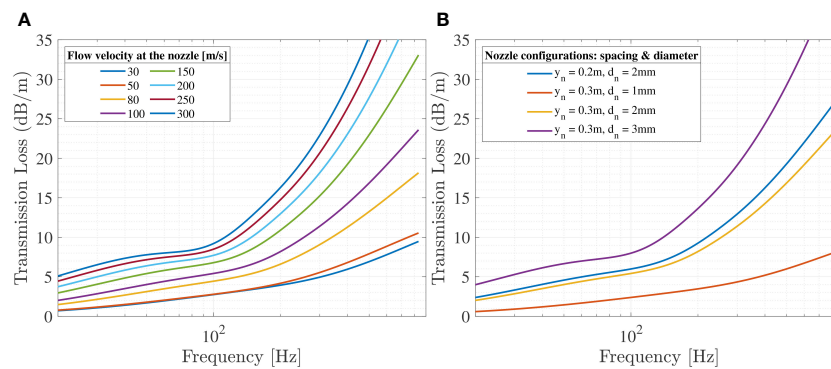 A
Flow velocity at the nozzle [m/s]
30 150
50 200
80 250
100 300
35
30
25
20
15
10
5
0
Transmission Loss (dB/m)
10^2
Frequency [Hz]
B
Nozzle configurations: spacing & diameter
y_n = 0.2m, d_n = 2mm
y_n = 0.3m, d_n = 1mm
y_n = 0.3m, d_n = 2mm
y_n = 0.3m, d_n = 3mm
35
30
25
20
15
10
5
0
Transmission Loss (dB/m)
10^2
Frequency [Hz]